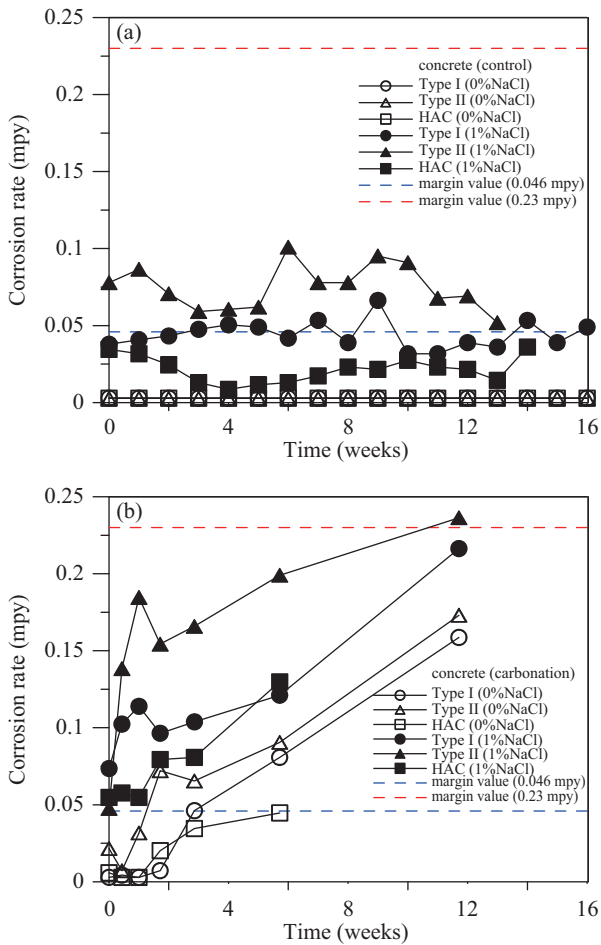 (a)
0.25
0.2
0.15
0.1
0.05
0
Corrosion rate (mpy)
concrete (control)
Type I (0%NaCl)
Type II (0%NaCl)
HAC (0%NaCl)
Type I (1%NaCl)
Type II (1%NaCl)
HAC (1%NaCl)
margin value (0.046 mpy)
margin value (0.23 mpy)
0 4 8 12 16
Time (weeks)
(b)
0.25
0.2
0.15
0.1
0.05
0
Corrosion rate (mpy)
concrete (carbonation)
Type I (0%NaCl)
Type II (0%NaCl)
HAC (0%NaCl)
Type I (1%NaCl)
Type II (1%NaCl)
HAC (1%NaCl)
margin value (0.046 mpy)
margin value (0.23 mpy)
0 4 8 12 16
Time (weeks)